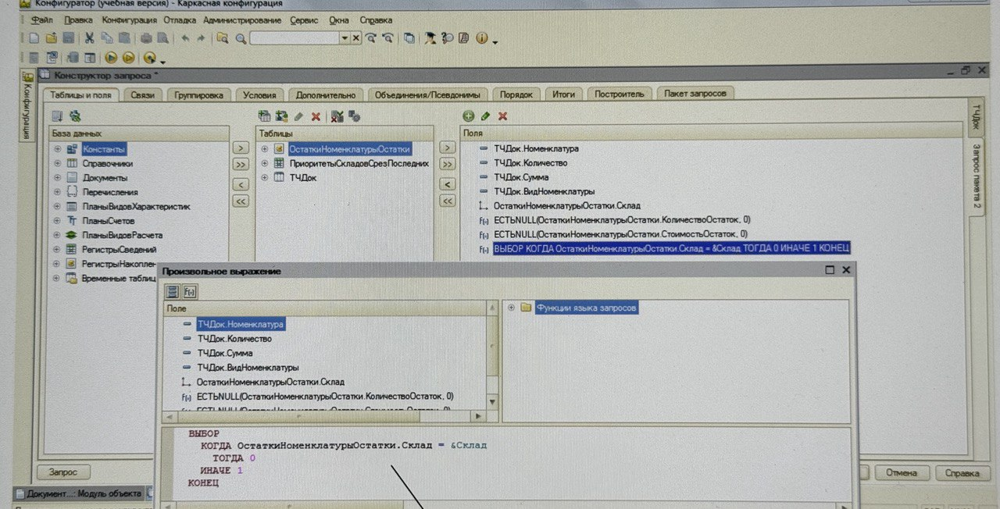 Конфигуратор (учебная версия) - Каркасная конфигурация
Файл Правка Конфигурация Отладка Администрирование Сервис Окна Справка
Конфигурация
Конструктор запроса *
Таблицы и поля Связи Группировка Условия Дополнительно Объединения/Псевдонимы Порядок Итоги Построитель Пакет запросов
База данных
Константы
Справочники
Документы
Перечисления
ПланыВидовХарактеристик
ПланыСчетов
ПланыВидовРасчета
РегистрыСведений
РегистрыНакоплен
Временные таблиц
Таблицы
ОстаткиНоменклатурыОстатки
ПриоритетыСкладовСрезПоследних
ТЧДок
Поля
ТЧДок.Номенклатура
ТЧДок.Количество
ТЧДок.Сумма
ТЧДок.ВидНоменклатуры
ОстаткиНоменклатурыОстатки.Склад
ЕСТЬNULL(ОстаткиНоменклатурыОстатки.КоличествоОстаток, 0)
ЕСТЬNULL(ОстаткиНоменклатурыОстатки.СтоимостьОстаток, 0)
ВЫБОР КОГДА ОстаткиНоменклатурыОстатки.Склад = &Склад ТОГДА 0 ИНАЧЕ 1 КОНЕЦ
ТЧДок
Запрос пакета 2
Произвольное выражение
Поле
ТЧДок.Номенклатура
ТЧДок.Количество
ТЧДок.Сумма
ТЧДок.ВидНоменклатуры
ОстаткиНоменклатурыОстатки.Склад
ЕСТЬNULL(ОстаткиНоменклатурыОстатки.КоличествоОстаток, 0)
Функции языка запросов
ВЫБОР
КОГДА ОстаткиНоменклатурыОстатки.Склад = &Склад
ТОГДА 0
ИНАЧЕ 1
КОНЕЦ
Запрос
Отмена Справка
Документ...: Модуль объекта